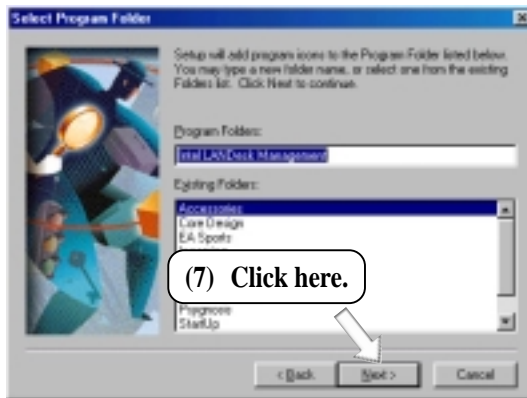 Select Program Folder
Setup will add program icons to the Program Folder listed below.
You may type a new folder name, or select one from the existing
Folders list. Click Next to continue.
Program Folders:
Intel LANDesk Management
Existing Folders:
Accessories
Core Design
EA Sports
(7) Click here.
Psygnosis
StartUp
< Back
Next >
Cancel